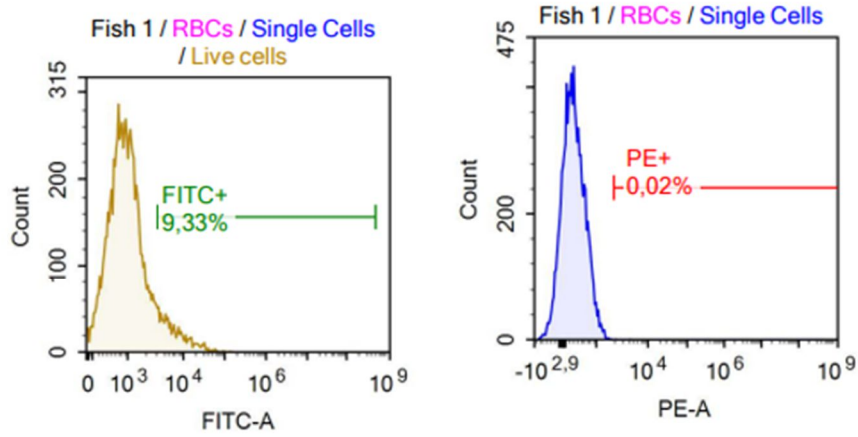 Fish 1 / RBCs / Single Cells
/ Live cells
315
200
100
0
Count
FITC+
9,33%
0 10³ 10⁴ 10⁶ 10⁹
FITC-A
Fish 1 / RBCs / Single Cells
475
200
0
Count
PE+
0,02%
-10²,⁹ 10⁴ 10⁶ 10⁹
PE-A